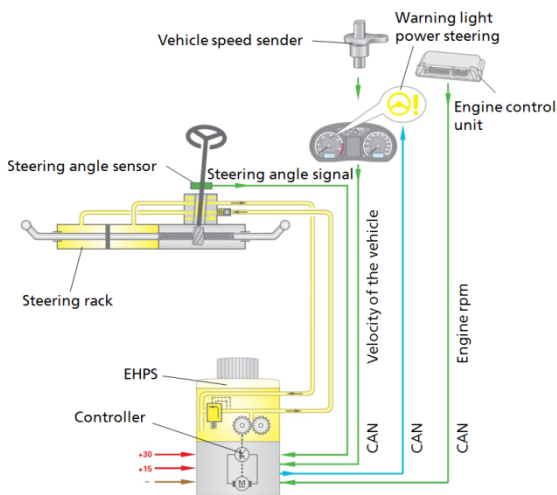 Warning light
power steering
Vehicle speed sender
Engine control
unit
Steering angle sensor
Steering angle signal
Steering rack
Velocity of the vehicle
Engine rpm
EHPS
Controller
CAN
CAN
CAN
+30
+15
–
M